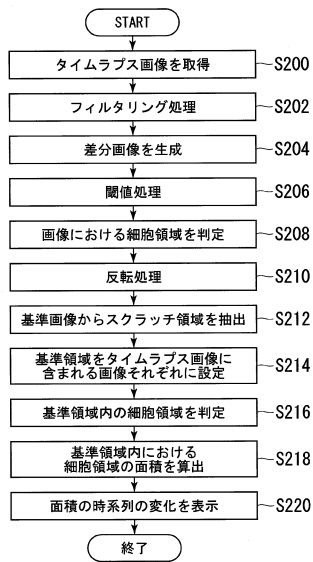 START
タイムラプス画像を取得 S200
フィルタリング処理 S202
差分画像を生成 S204
閾値処理 S206
画像における細胞領域を判定 S208
反転処理 S210
基準画像からスクラッチ領域を抽出 S212
基準領域をタイムラプス画像に
含まれる画像それぞれに設定 S214
基準領域内の細胞領域を判定 S216
基準領域内における
細胞領域の面積を算出 S218
面積の時系列の変化を表示 S220
終了